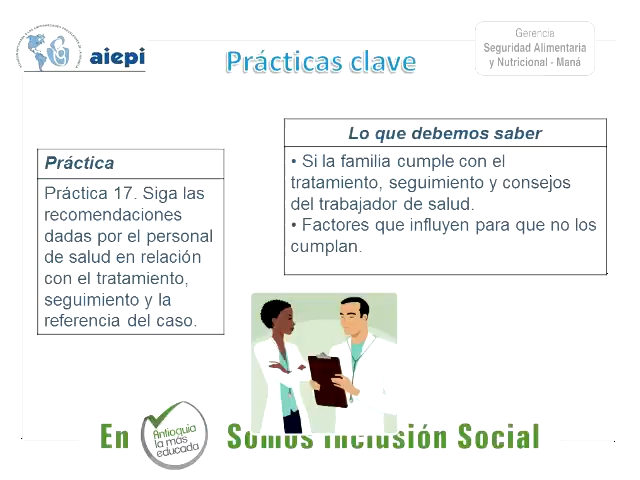 aiepi
Prácticas clave
Gerencia
Seguridad Alimentaria
y Nutricional - Maná
Práctica
Práctica 17. Siga las
recomendaciones
dadas por el personal
de salud en relación
con el tratamiento,
seguimiento y la
referencia del caso.
Lo que debemos saber
• Si la familia cumple con el
tratamiento, seguimiento y consejos
del trabajador de salud.
• Factores que influyen para que no los
cumplan.
En Antioquia la más educada Somos Inclusión Social